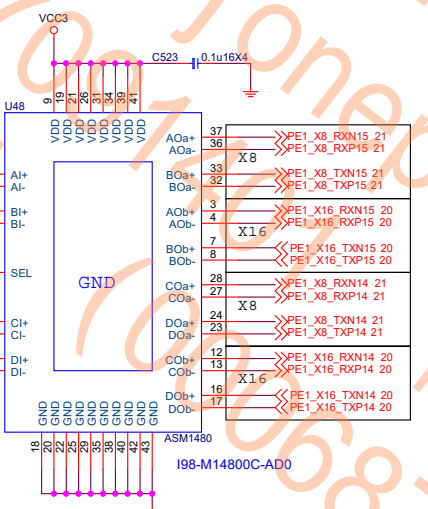 VCC3
C523 0.1u16X4
U48
9 19 21 26 31 34 39 41
VDD VDD VDD VDD VDD VDD VDD VDD
AI+
AI-
BI+
BI-
SEL
CI+
CI-
DI+
DI-
GND
AOa+ 37 PE1_X8_RXN15 21
AOa- 36 PE1_X8_RXP15 21
X8
BOa+ 33 PE1_X8_TXN15 21
BOa- 32 PE1_X8_TXP15 21
AOb+ 3 PE1_X16_RXN15 20
AOb- 4 PE1_X16_RXP15 20
X16
BOb+ 7 PE1_X16_TXN15 20
BOb- 8 PE1_X16_TXP15 20
COa+ 28 PE1_X8_RXN14 21
COa- 27 PE1_X8_RXP14 21
X8
DOa+ 24 PE1_X8_TXN14 21
DOa- 23 PE1_X8_TXP14 21
COb+ 12 PE1_X16_RXN14 20
COb- 13 PE1_X16_RXP14 20
X16
DOb+ 16 PE1_X16_TXN14 20
DOb- 17 PE1_X16_TXP14 20
GND GND GND GND GND GND GND GND GND
18 20 22 25 29 35 38 40 42 43
ASM1480
I98-M14800C-AD0